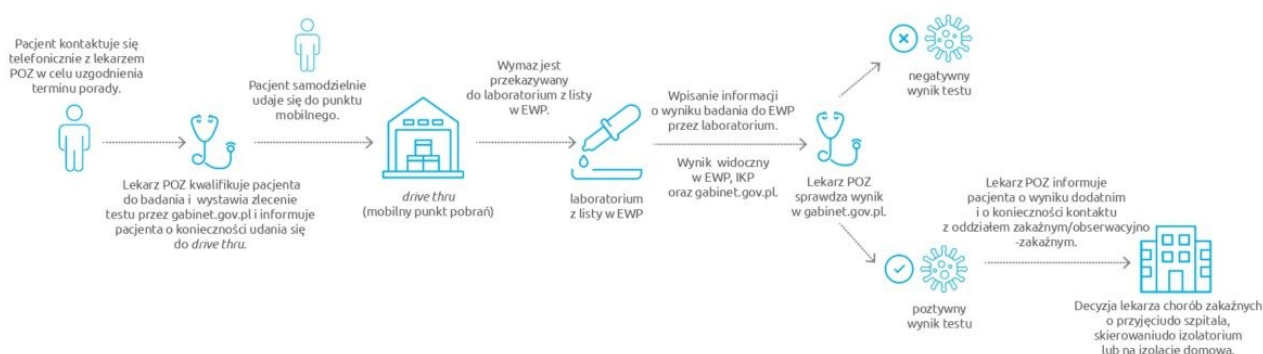 Pacjent kontaktuje się
telefonicznie z lekarzem
POZ w celu uzgodnienia
terminu porady.
Lekarz POZ kwalifikuje pacjenta
do badania i wystawia zlecenie
testu przez gabinet.gov.pl i informuje
pacjenta o konieczności udania się
do drive thru.
Pacjent samodzielnie
udaje się do punktu
mobilnego.
drive thru
(mobilny punkt pobrań)
Wymaz jest
przekazywany
do laboratorium z listy
w EWP.
laboratorium
z listy w EWP
Wpisanie informacji
o wyniku badania do EWP
przez laboratorium.
Wynik widoczny
w EWP, IKP
oraz gabinet.gov.pl.
Lekarz POZ
sprawdza wynik
w gabinet.gov.pl.
negatywny
wynik testu
poztywny
wynik testu
Lekarz POZ informuje
pacjenta o wyniku dodatnim
i o konieczności kontaktu
z oddziałem zakaźnym/obserwacyjno
-zakaźnym.
Decyzja lekarza chorób zakaźnych
o przyjęciudo szpitala,
skierowaniudo izolatorium
lub na izolację domową.